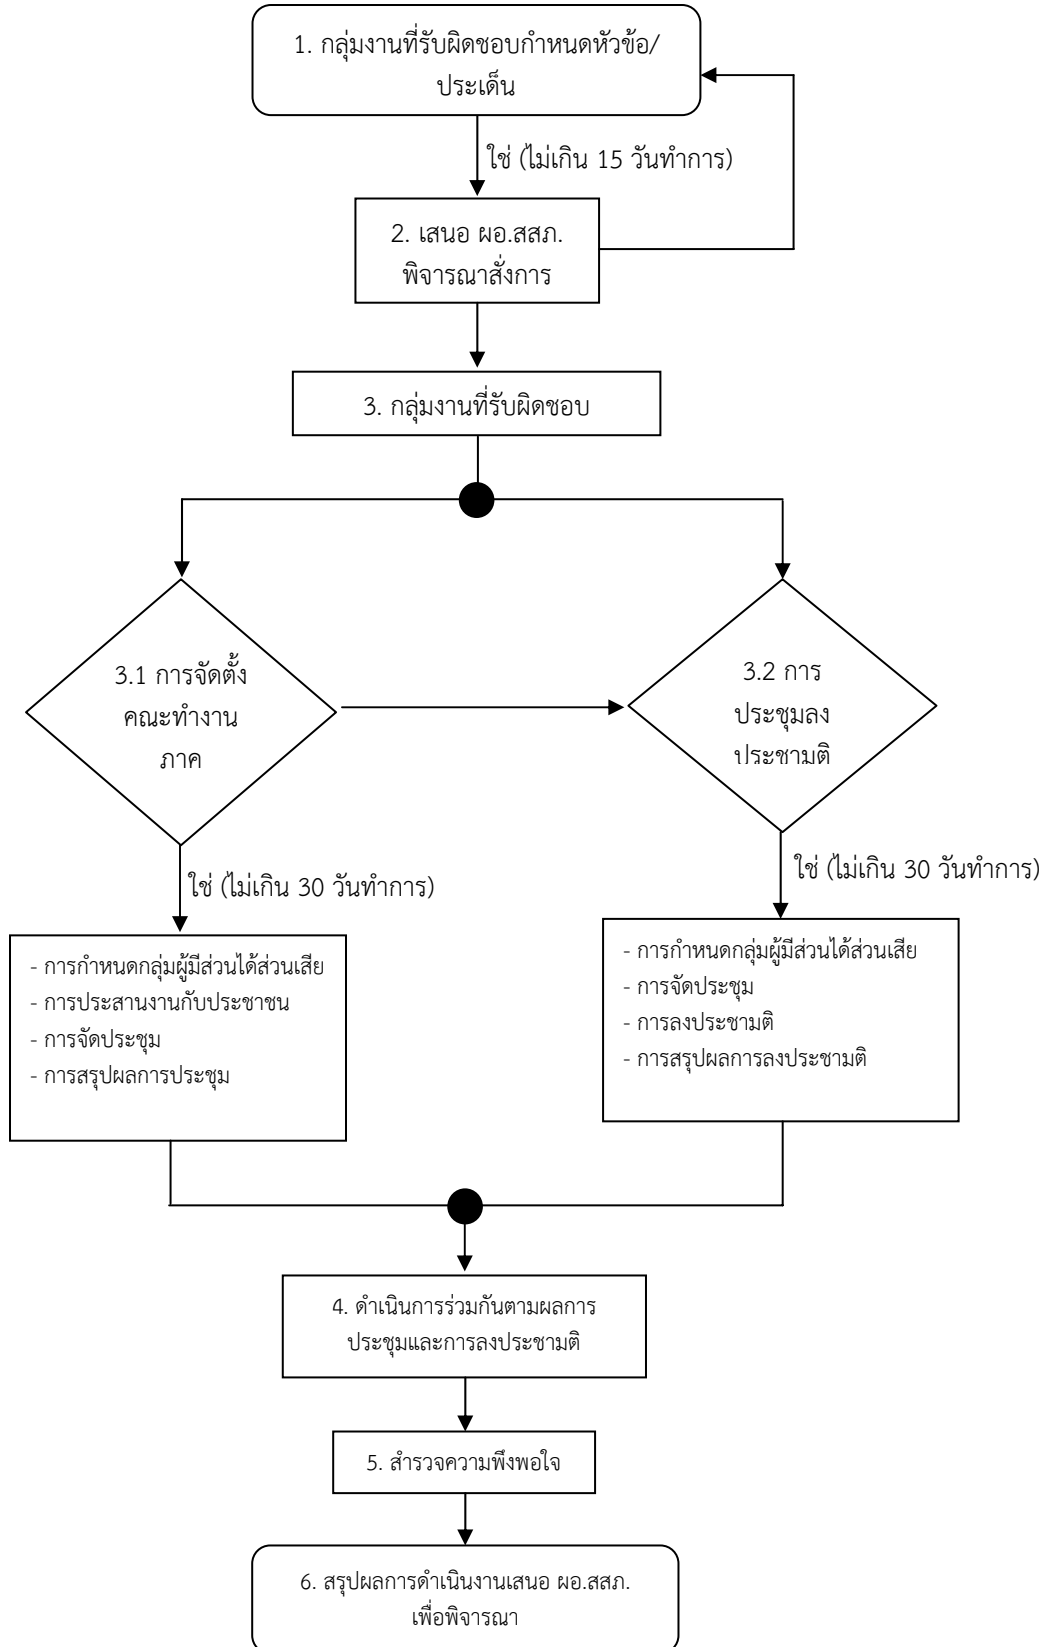 1. กลุ่มงานที่รับผิดชอบกำหนดหัวข้อ/
ประเด็น
ใช่ (ไม่เกิน 15 วันทำการ)
2. เสนอ ผอ.สสภ.
พิจารณาสั่งการ
3. กลุ่มงานที่รับผิดชอบ
3.1 การจัดตั้ง
คณะทำงาน
ภาค
3.2 การ
ประชุมลง
ประชามติ
ใช่ (ไม่เกิน 30 วันทำการ)
ใช่ (ไม่เกิน 30 วันทำการ)
- การกำหนดกลุ่มผู้มีส่วนได้ส่วนเสีย
- การประสานงานกับประชาชน
- การจัดประชุม
- การสรุปผลการประชุม
- การกำหนดกลุ่มผู้มีส่วนได้ส่วนเสีย
- การจัดประชุม
- การลงประชามติ
- การสรุปผลการลงประชามติ
4. ดำเนินการร่วมกันตามผลการ
ประชุมและการลงประชามติ
5. สำรวจความพึงพอใจ
6. สรุปผลการดำเนินงานเสนอ ผอ.สสภ.
เพื่อพิจารณา